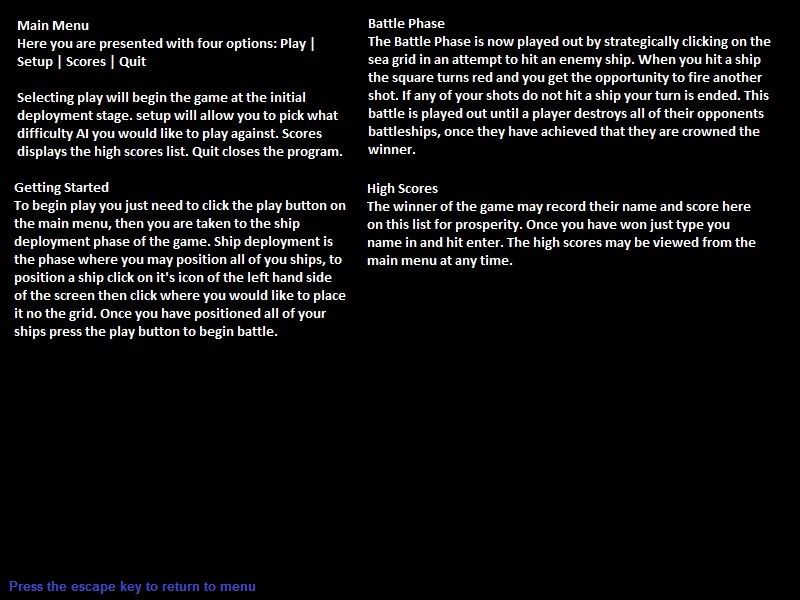 Main Menu
Here you are presented with four options: Play |
Setup | Scores | Quit
Selecting play will begin the game at the initial
deployment stage. setup will allow you to pick what
difficulty AI you would like to play against. Scores
displays the high scores list. Quit closes the program.
Getting Started
To begin play you just need to click the play button on
the main menu, then you are taken to the ship
deployment phase of the game. Ship deployment is
the phase where you may position all of you ships, to
position a ship click on it's icon of the left hand side
of the screen then click where you would like to place
it no the grid. Once you have positioned all of your
ships press the play button to begin battle.
Battle Phase
The Battle Phase is now played out by strategically clicking on the
sea grid in an attempt to hit an enemy ship. When you hit a ship
the square turns red and you get the opportunity to fire another
shot. If any of your shots do not hit a ship your turn is ended. This
battle is played out until a player destroys all of their opponents
battleships, once they have achieved that they are crowned the
winner.
High Scores
The winner of the game may record their name and score here
on this list for prosperity. Once you have won just type you
name in and hit enter. The high scores may be viewed from the
main menu at any time.
Press the escape key to return to menu